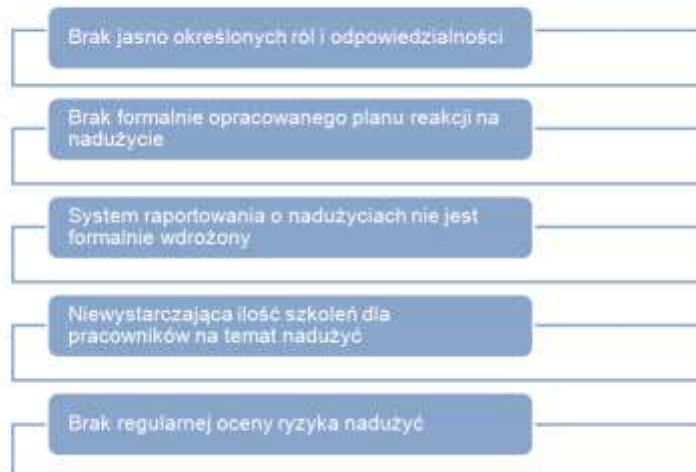 Brak jasno określonych ról i odpowiedzialności
Brak formalnie opracowanego planu reakcji na
nadużycie
System raportowania o nadużyciach nie jest
formalnie wdrożony
Niewystarczająca ilość szkoleń dla
pracowników na temat nadużyć
Brak regularnej oceny ryzyka nadużyć